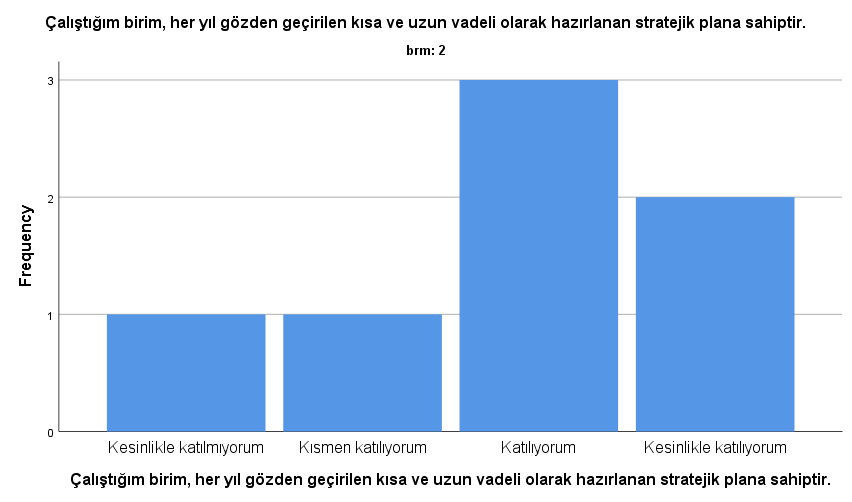 Çalıştığım birim, her yıl gözden geçirilen kısa ve uzun vadeli olarak hazırlanan stratejik plana sahiptir.
brm: 2
Frequency
3
2
1
0
Kesinlikle katılmıyorum Kısmen katılıyorum Katılıyorum Kesinlikle katılıyorum
Çalıştığım birim, her yıl gözden geçirilen kısa ve uzun vadeli olarak hazırlanan stratejik plana sahiptir.